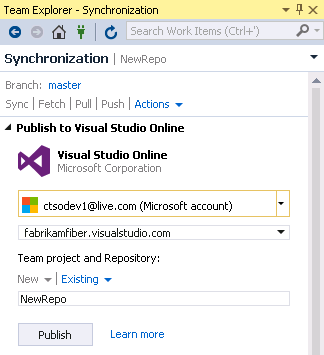 Team Explorer - Synchronization
Search Work Items (Ctrl+')
Synchronization | NewRepo
Branch: master
Sync | Fetch | Pull | Push | Actions
Publish to Visual Studio Online
Visual Studio Online
Microsoft Corporation
ctsodev1@live.com (Microsoft account)
fabrikamfiber.visualstudio.com
Team project and Repository:
New | Existing
NewRepo
Publish Learn more